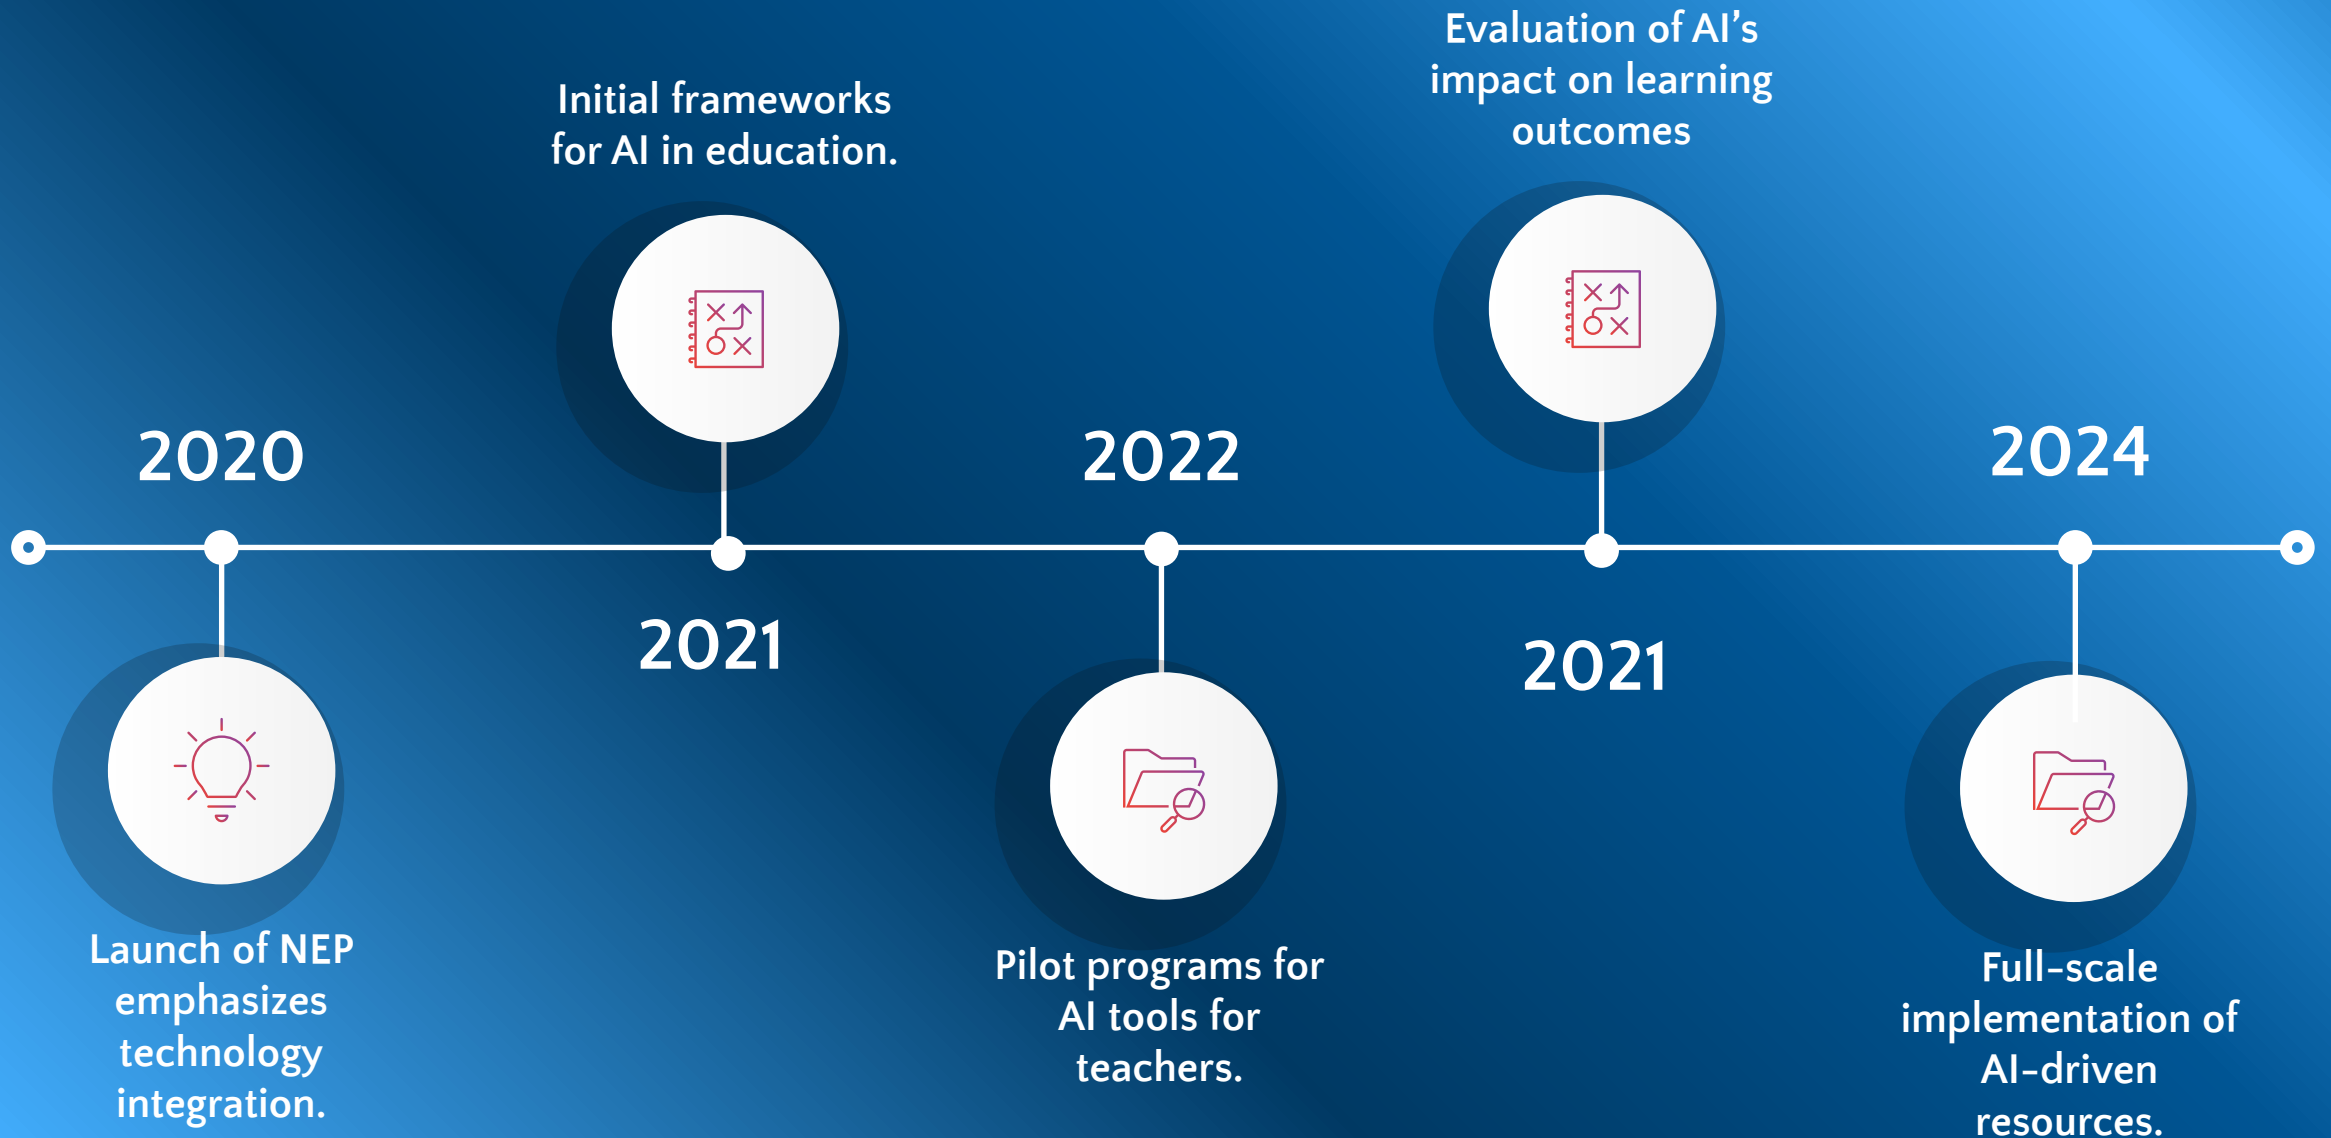 2020
Launch of NEP
emphasizes
technology
integration.
Initial frameworks
for AI in education.
2021
2022
Pilot programs for
AI tools for
teachers.
Evaluation of AI’s
impact on learning
outcomes
2021
2024
Full-scale
implementation of
AI-driven
resources.